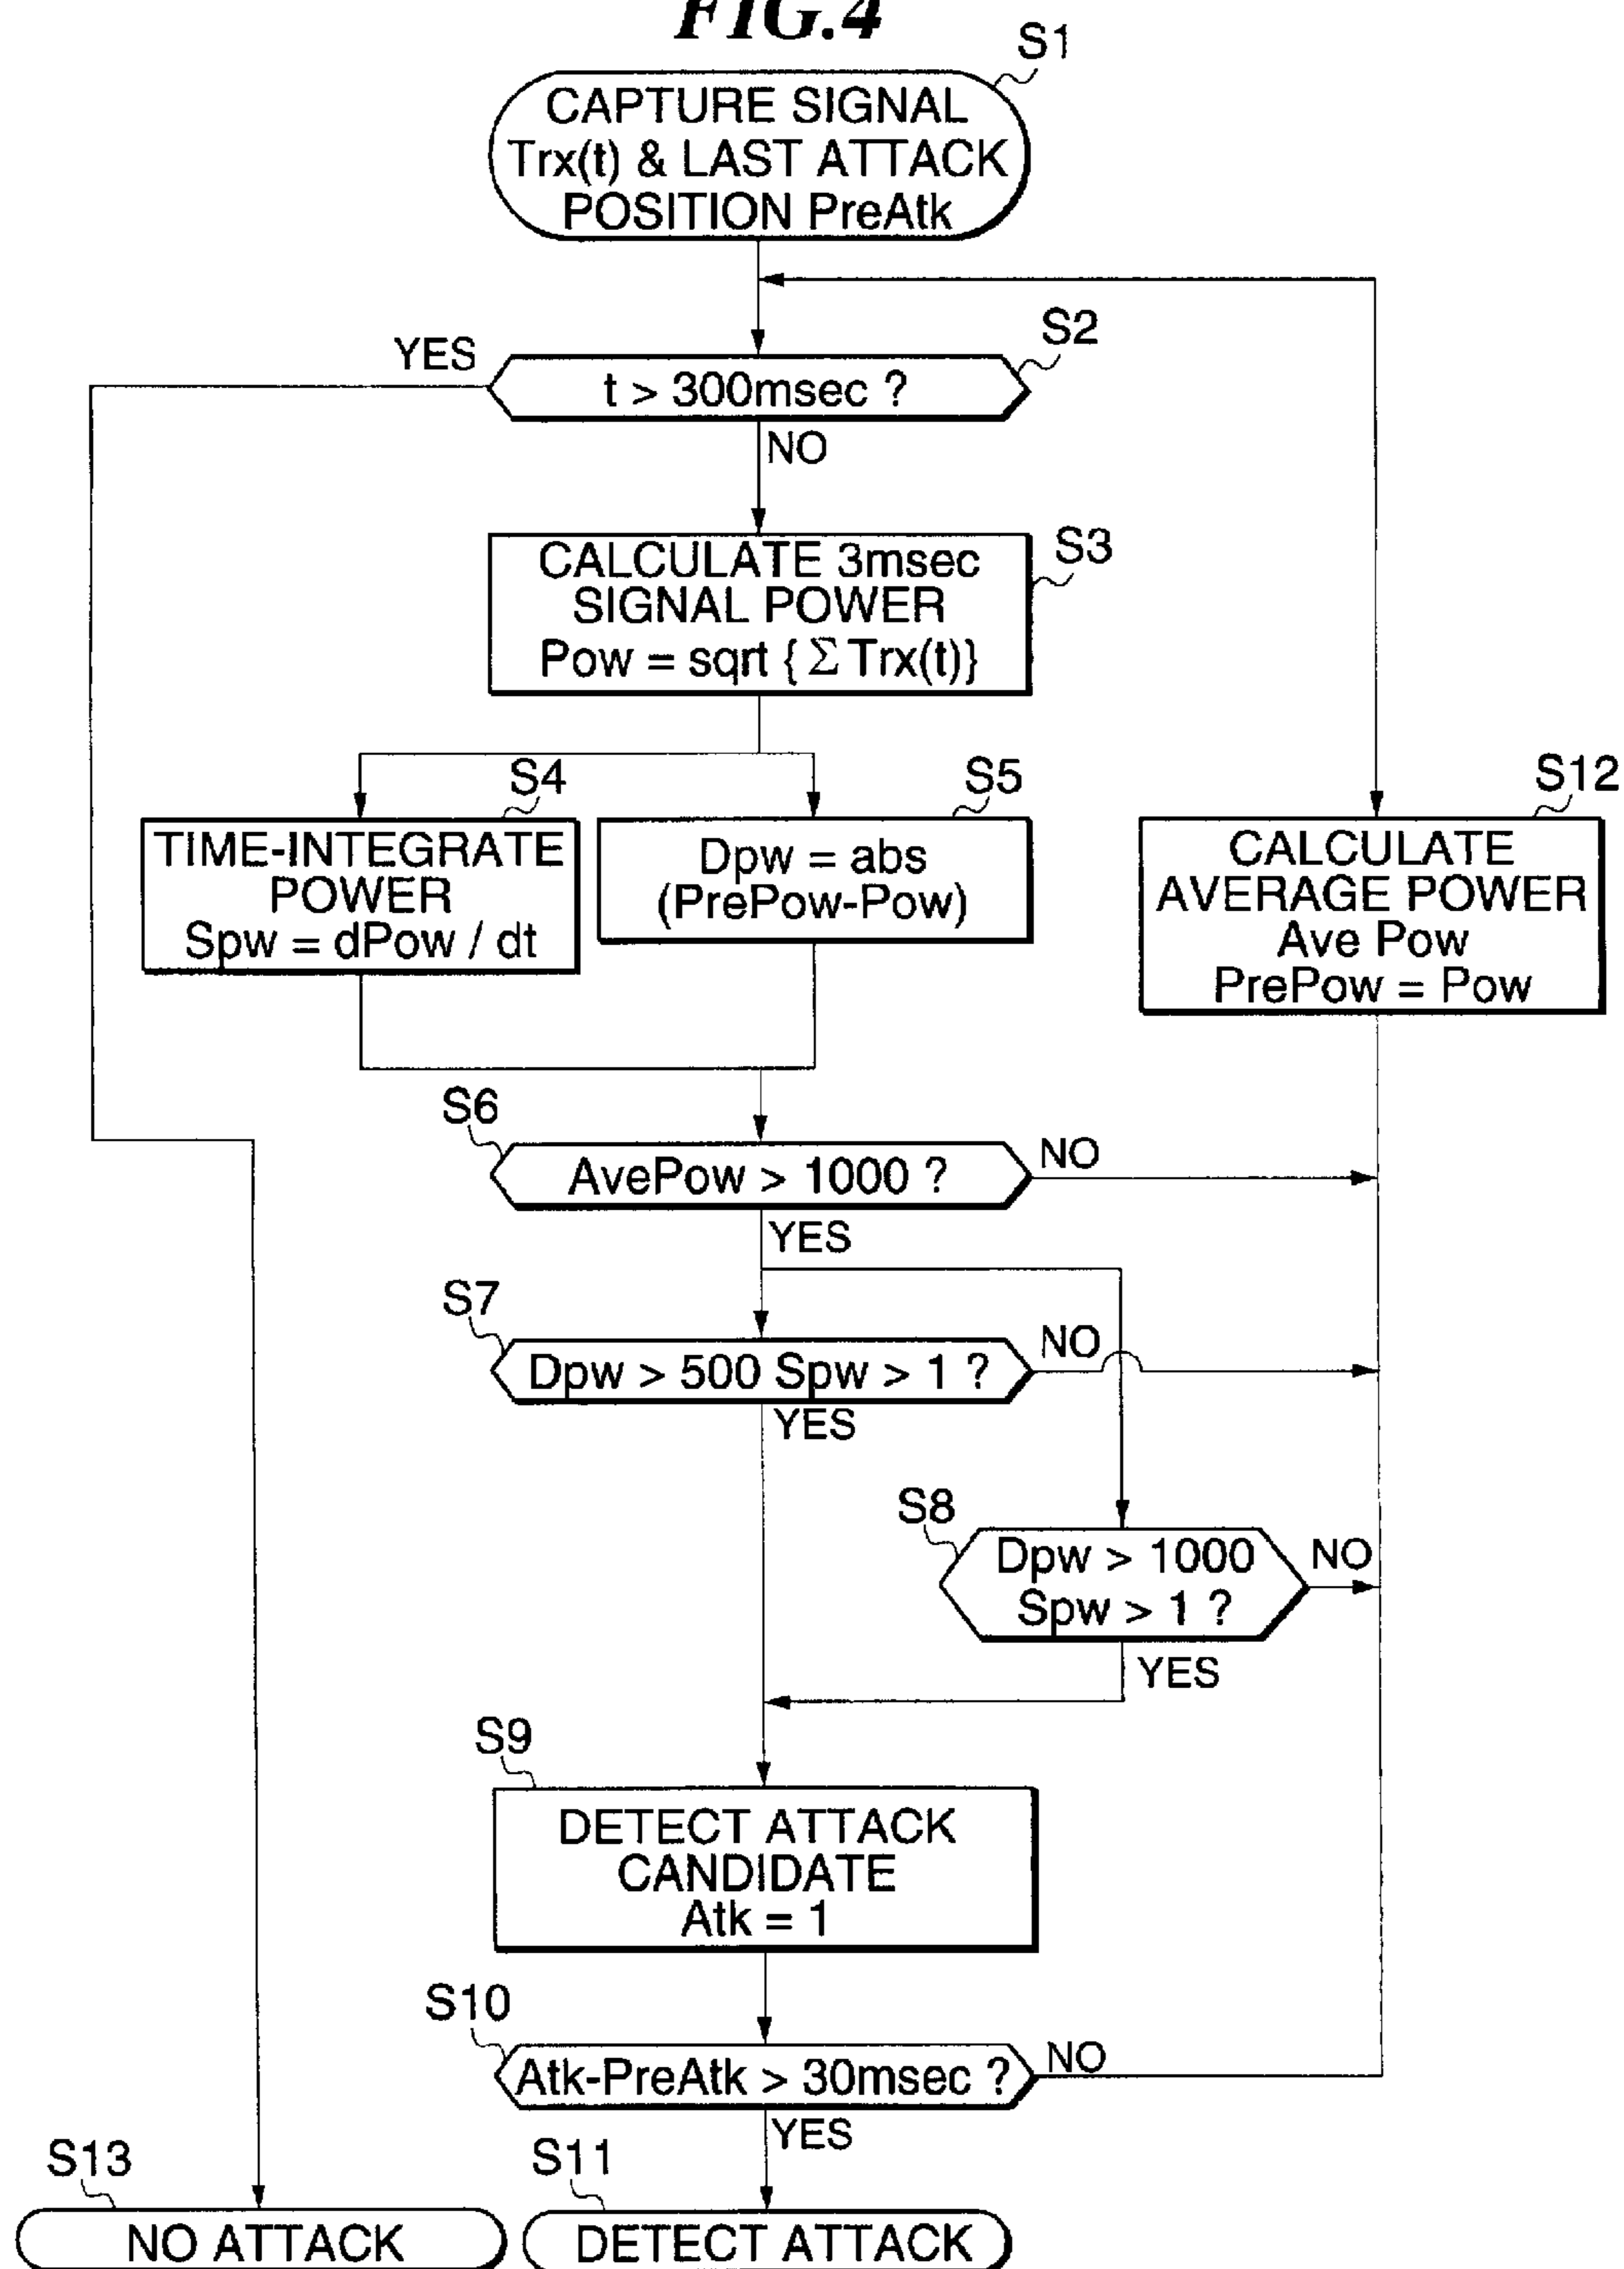 FIG.4
S1
CAPTURE SIGNAL
Trx(t) & LAST ATTACK
POSITION PreAtk
S2
YES
t > 300msec ?
NO
S3
CALCULATE 3msec
SIGNAL POWER
Pow = sqrt { Σ Trx(t)}
S4
TIME-INTEGRATE
POWER
Spw = dPow / dt
S5
Dpw = abs
(PrePow-Pow)
S12
CALCULATE
AVERAGE POWER
Ave Pow
PrePow = Pow
S6
AvePow > 1000 ?
NO
YES
S7
Dpw > 500 Spw > 1 ?
NO
YES
S8
Dpw > 1000
Spw > 1 ?
NO
YES
S9
DETECT ATTACK
CANDIDATE
Atk = 1
S10
Atk-PreAtk > 30msec ?
NO
YES
S13
NO ATTACK
S11
DETECT ATTACK